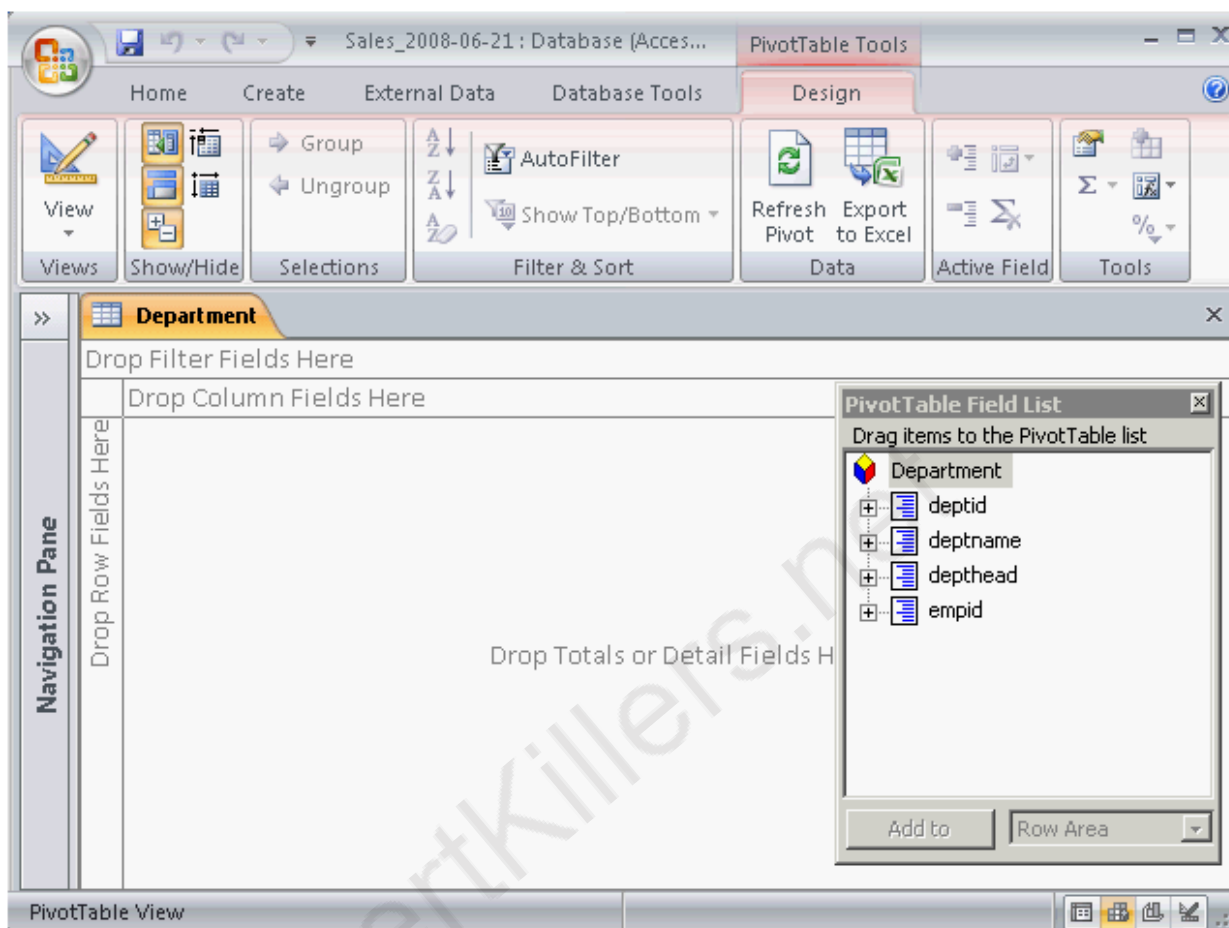 Sales_2008-06-21 : Database (Acces...
PivotTable Tools
Home
Create
External Data
Database Tools
Design
View
Group
Ungroup
AutoFilter
Show Top/Bottom
Refresh Pivot
Export to Excel
Views
Show/Hide
Selections
Filter & Sort
Data
Active Field
Tools
Department
Drop Filter Fields Here
Drop Column Fields Here
Drop Row Fields Here
Navigation Pane
Drop Totals or Detail Fields H
PivotTable Field List
Drag items to the PivotTable list
Department
deptid
deptname
depthead
empid
Add to
Row Area
PivotTable View
ertKillers.net